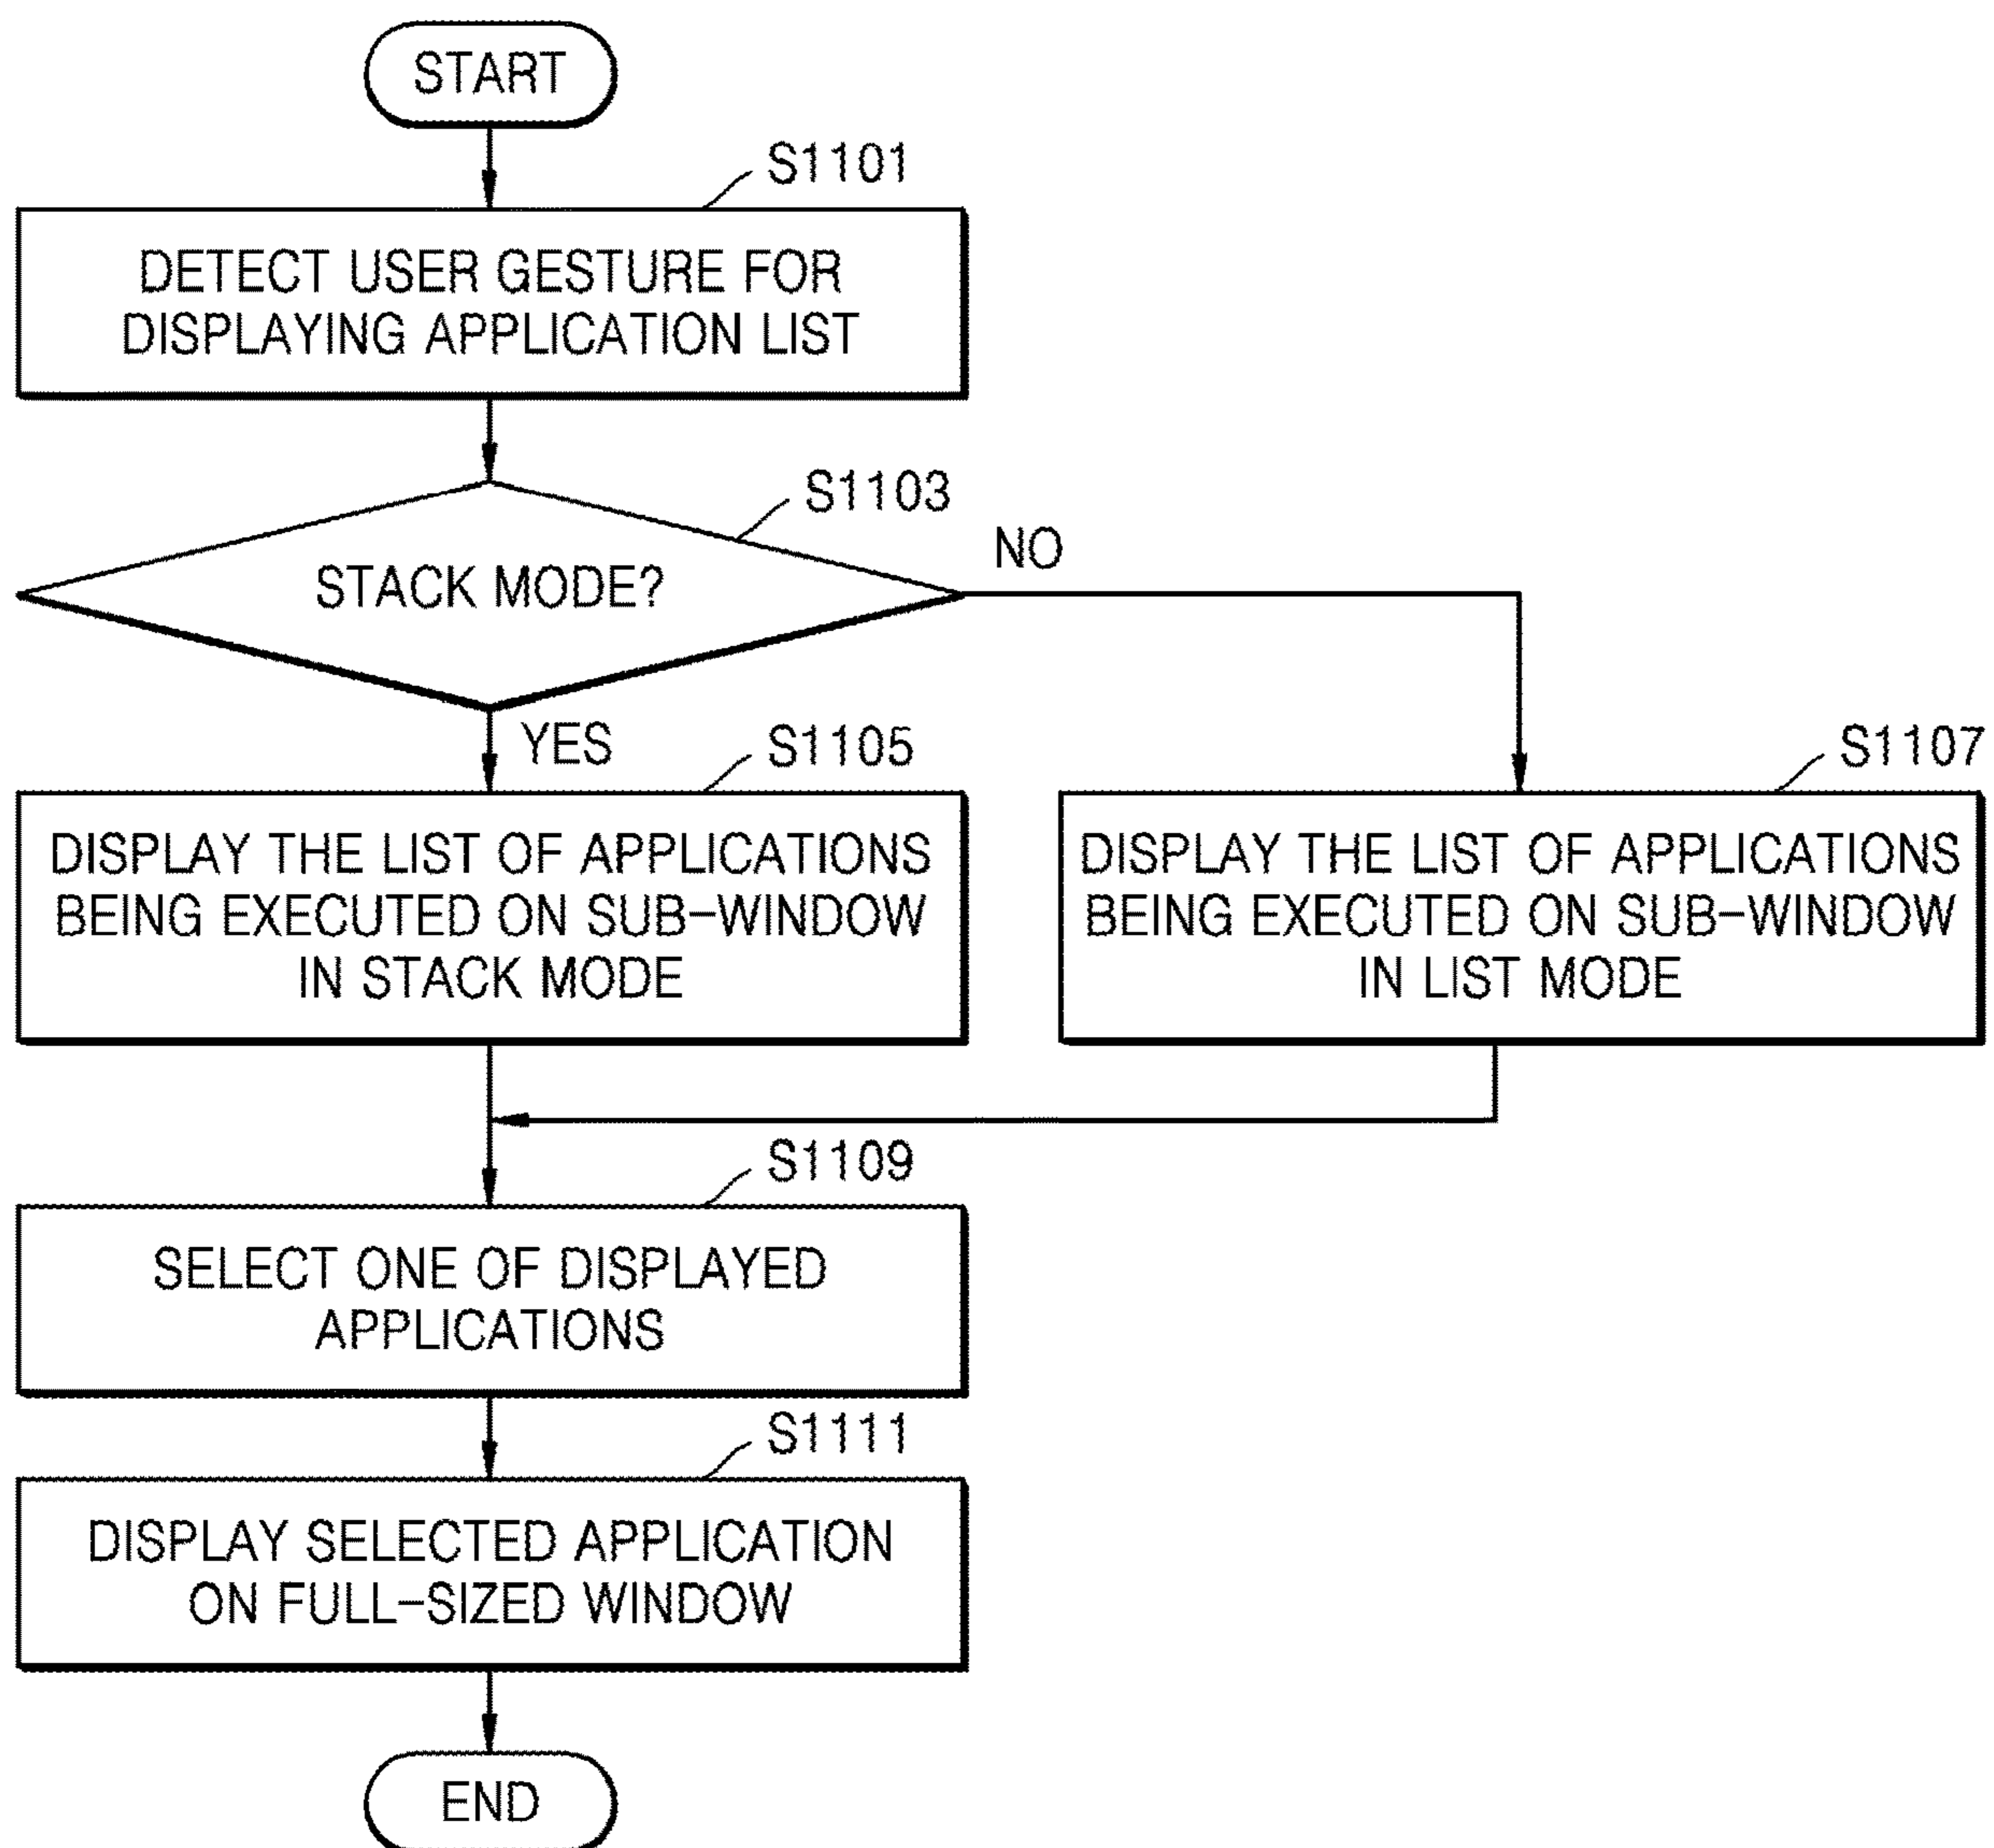 START
S1101
DETECT USER GESTURE FOR
DISPLAYING APPLICATION LIST
S1103
STACK MODE?
NO
YES
S1105
DISPLAY THE LIST OF APPLICATIONS
BEING EXECUTED ON SUB-WINDOW
IN STACK MODE
S1107
DISPLAY THE LIST OF APPLICATIONS
BEING EXECUTED ON SUB-WINDOW
IN LIST MODE
S1109
SELECT ONE OF DISPLAYED
APPLICATIONS
S1111
DISPLAY SELECTED APPLICATION
ON FULL-SIZED WINDOW
END